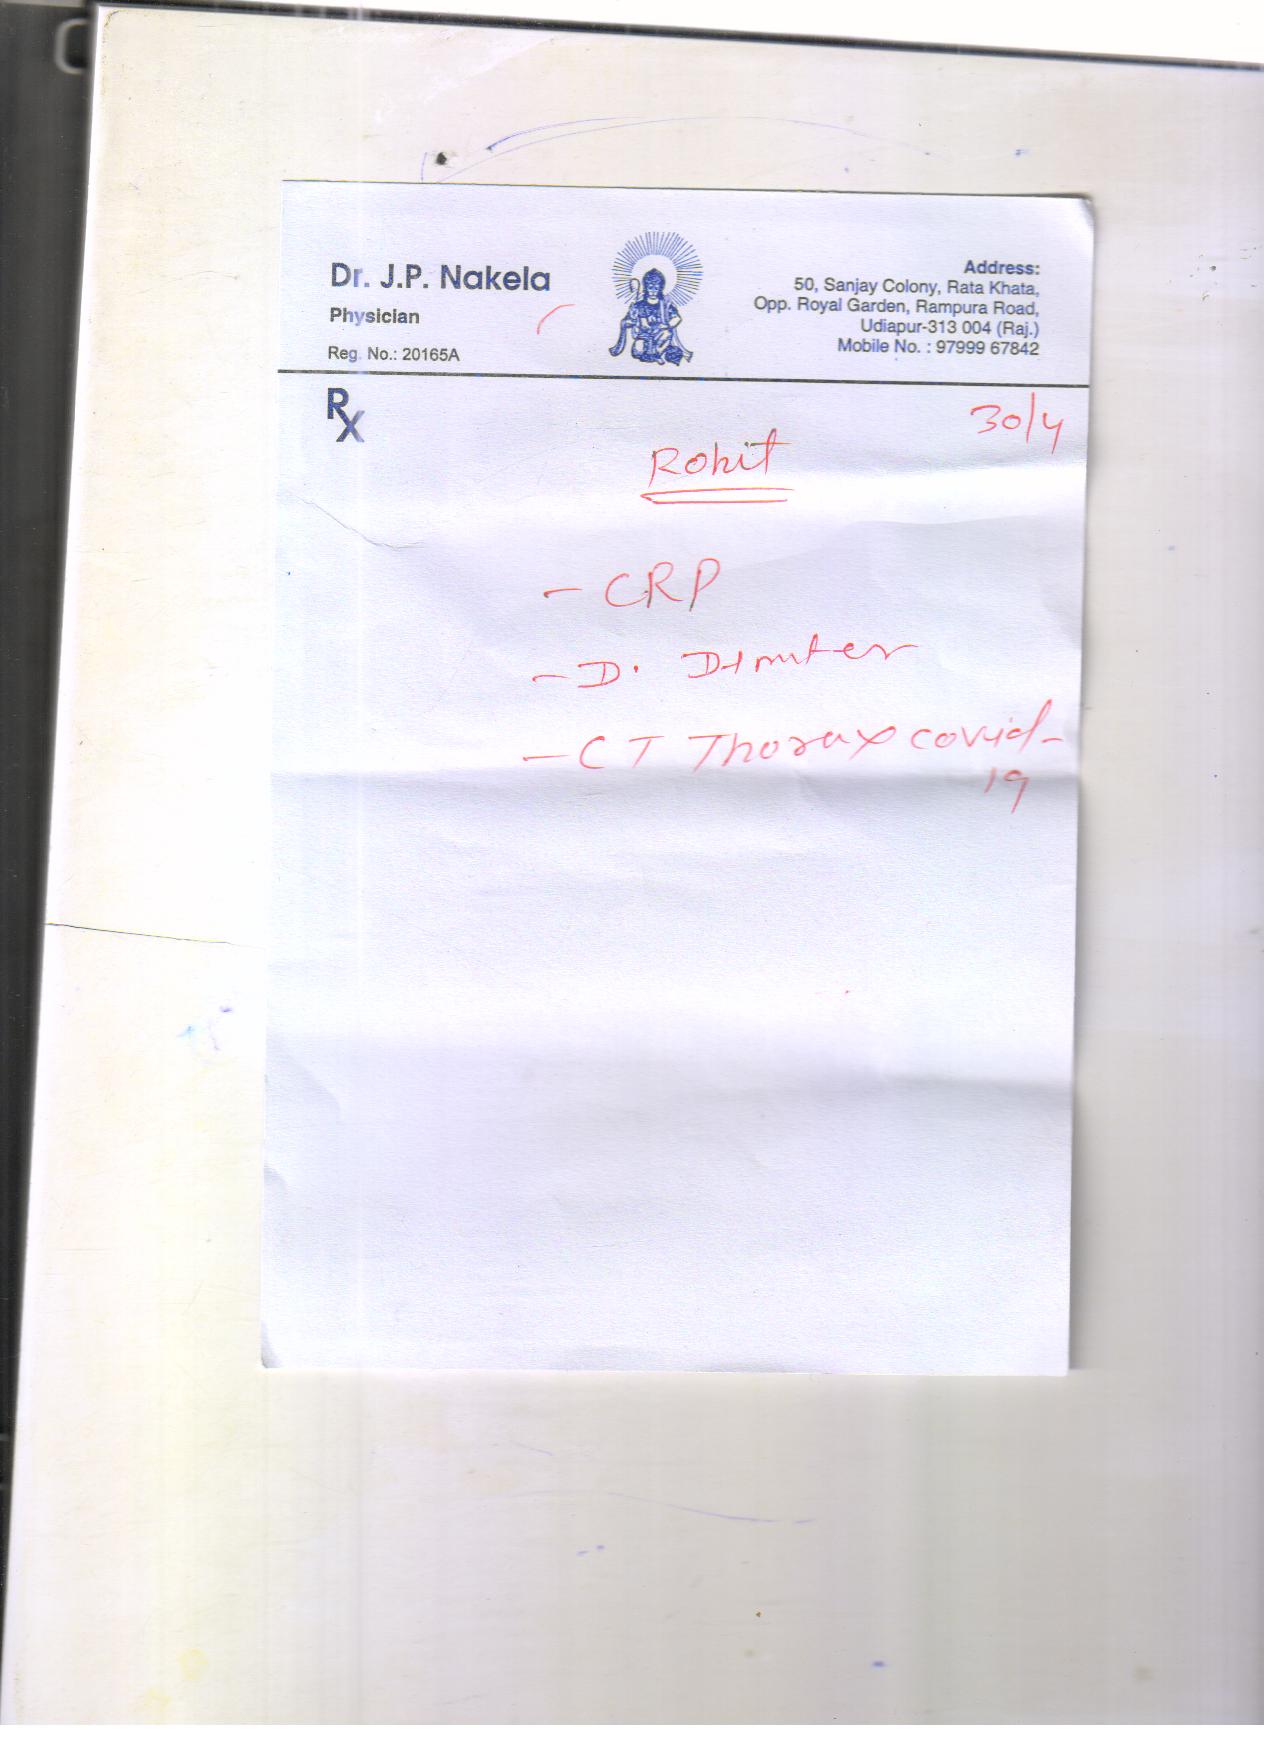 Dr. J.P. Nakela
Physician
Reg. No.: 20165A
Address:
50, Sanjay Colony, Rata Khata,
Opp. Royal Garden, Rampura Road,
Udiapur-313 004 (Raj.)
Mobile No. : 97999 67842
Rx
30/4
Rohit
- CRP
- D. Dimter
- CT Thorax covid-
19